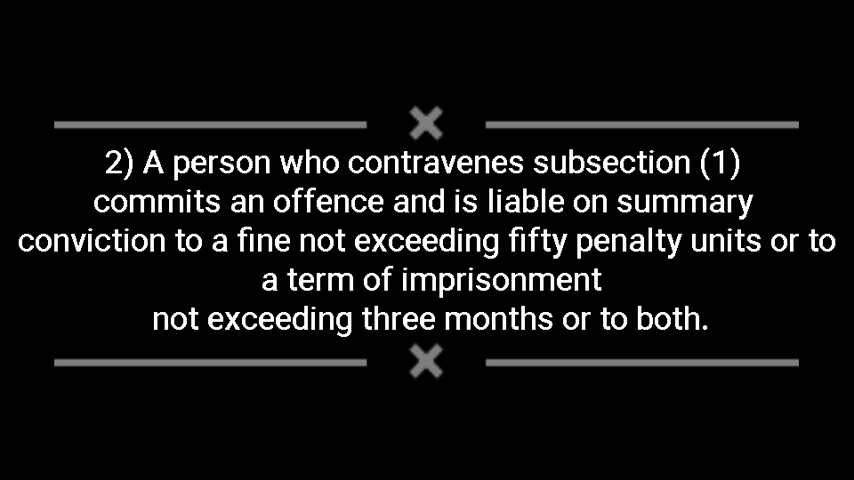 2) A person who contravenes subsection (1)
commits an offence and is liable on summary
conviction to a fine not exceeding fifty penalty units or to
a term of imprisonment
not exceeding three months or to both.